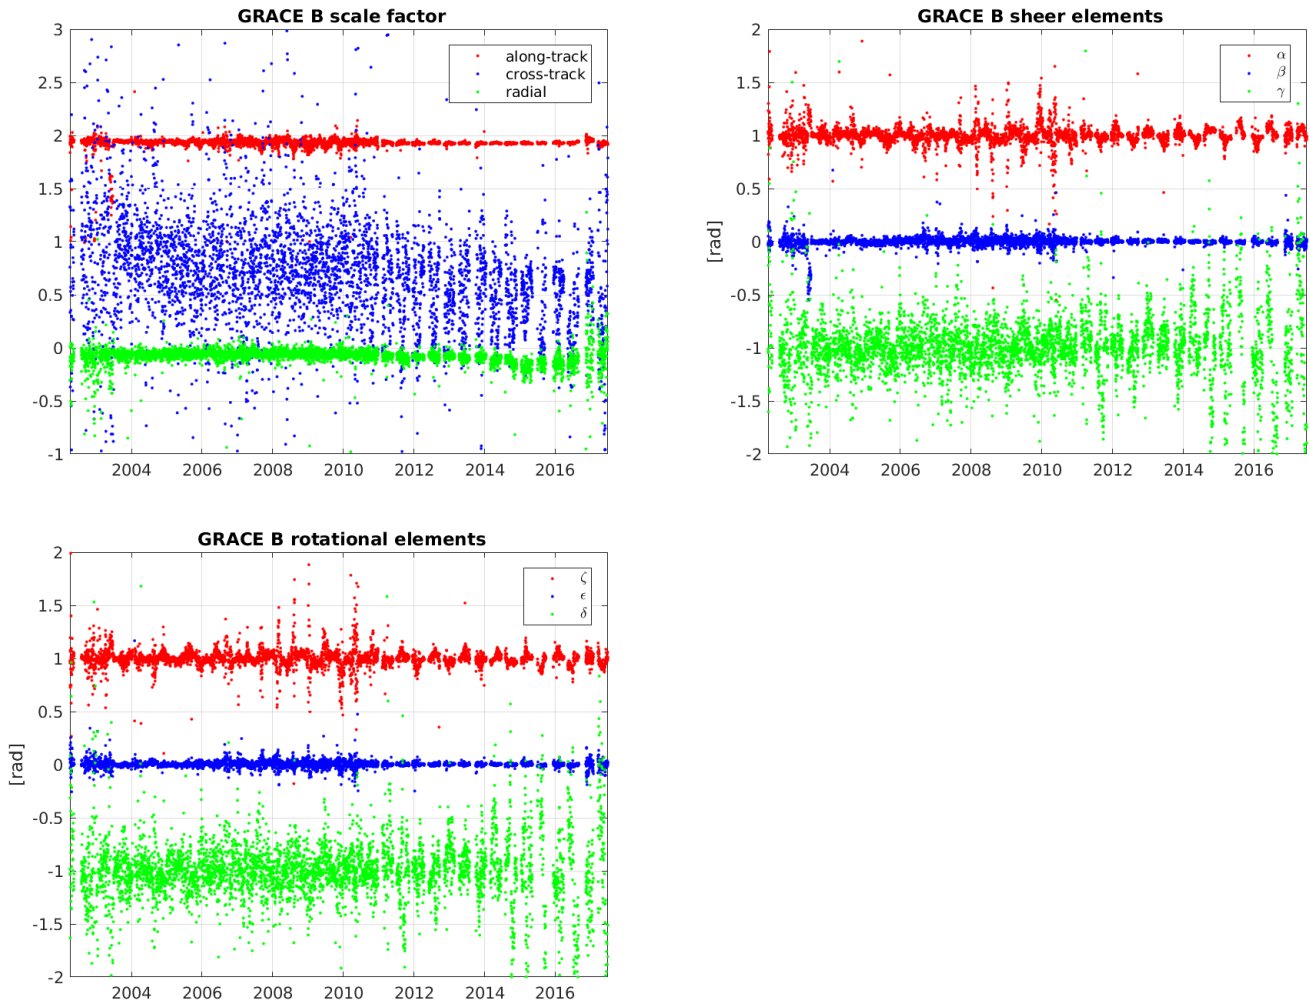 GRACE B scale factor
3
2.5
2
1.5
1
0.5
0
-0.5
-1
2004 2006 2008 2010 2012 2014 2016
along-track
cross-track
radial
GRACE B sheer elements
[rad]
2
1.5
1
0.5
0
-0.5
-1
-1.5
-2
2004 2006 2008 2010 2012 2014 2016
α
β
γ
GRACE B rotational elements
[rad]
2
1.5
1
0.5
0
-0.5
-1
-1.5
-2
2004 2006 2008 2010 2012 2014 2016
ζ
ϵ
δ